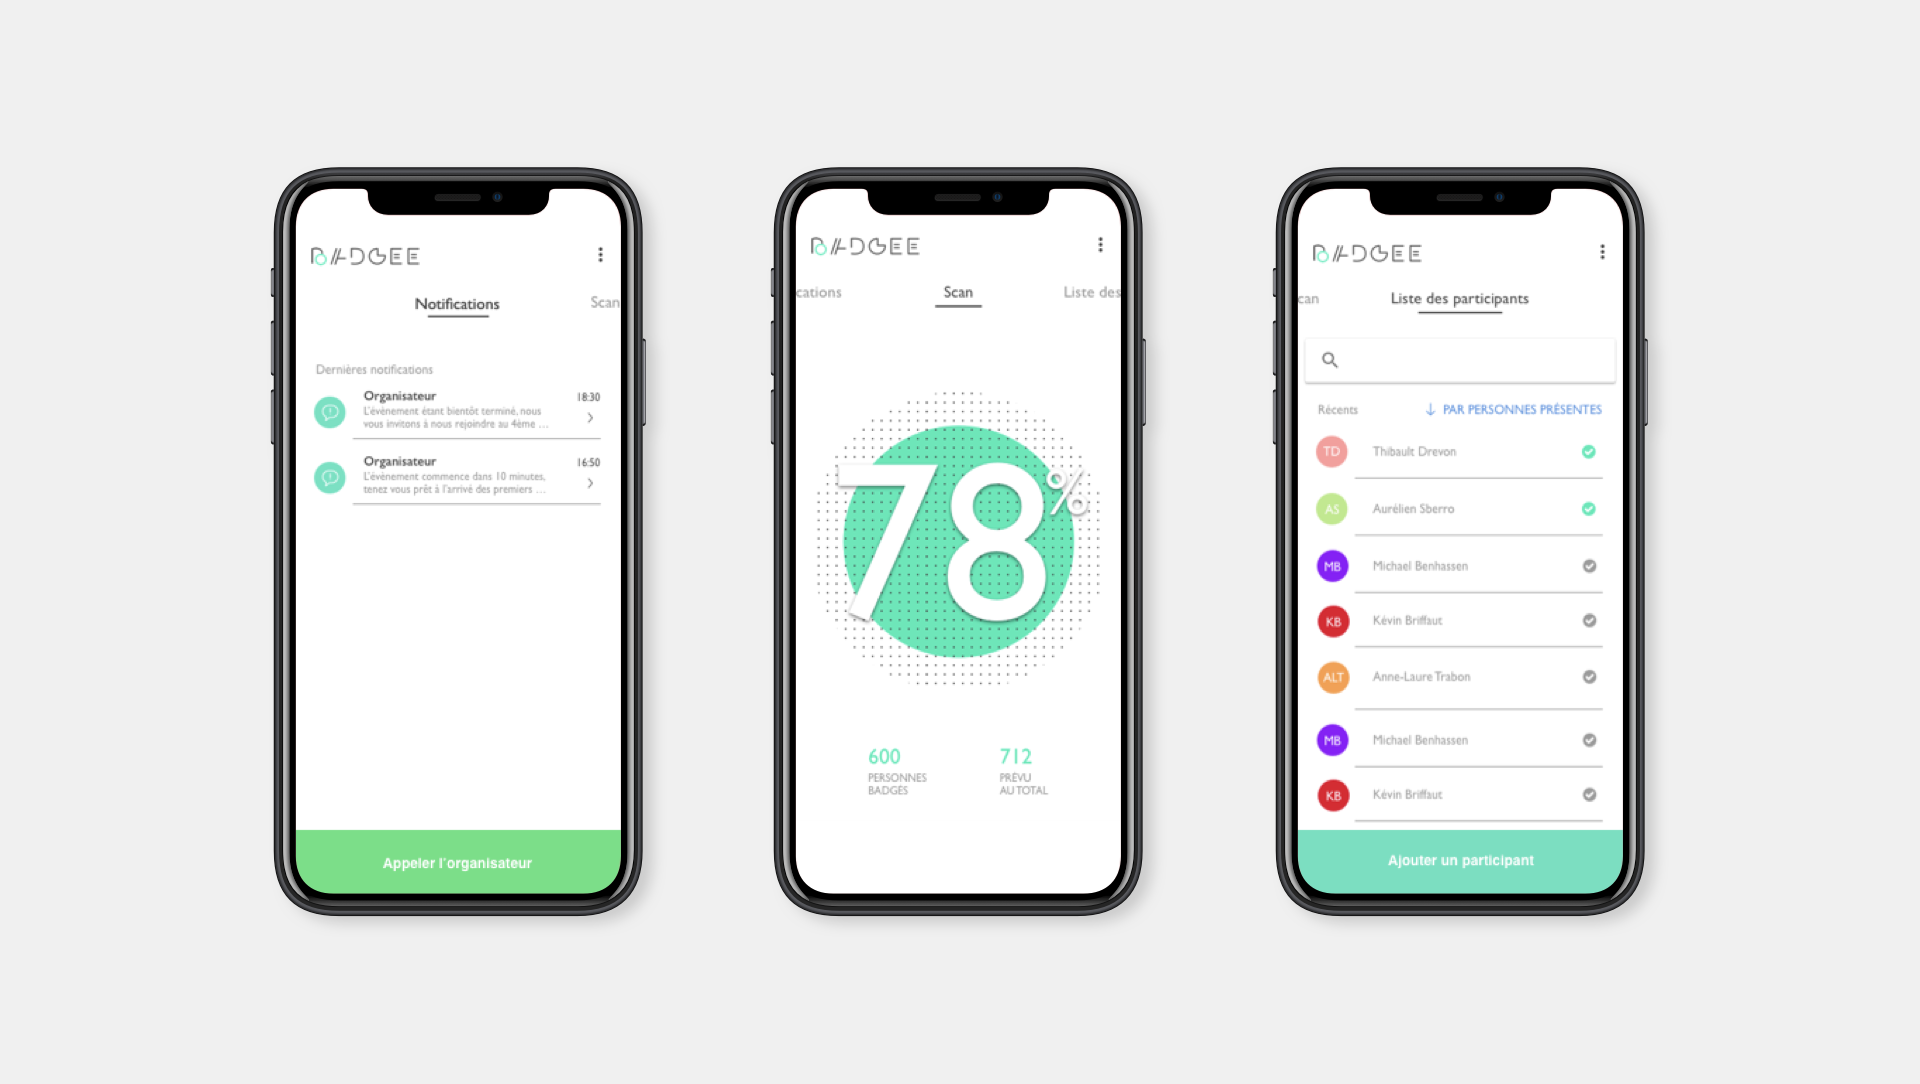 BADGEE
Notifications
Scan
Dernières notifications
Organisateur
18:30
L'événement étant bientôt terminé, nous
vous invitons à nous rejoindre au 4ème ...
Organisateur
16:50
L'événement commence dans 10 minutes,
tenez vous prêt à l'arrivé des premiers ...
Appeler l'organisateur
BADGEE
cations
Scan
Liste des
78%
600
PERSONNES
BADGÉS
712
PRÉVU
AU TOTAL
BADGEE
can
Liste des participants
Récents
PAR PERSONNES PRÉSENTES
TD
Thibault Drevon
AS
Aurélien Sberro
MB
Michael Benhassen
KB
Kévin Briffaut
ALT
Anne-Laure Trabon
MB
Michael Benhassen
KB
Kévin Briffaut
Ajouter un participant